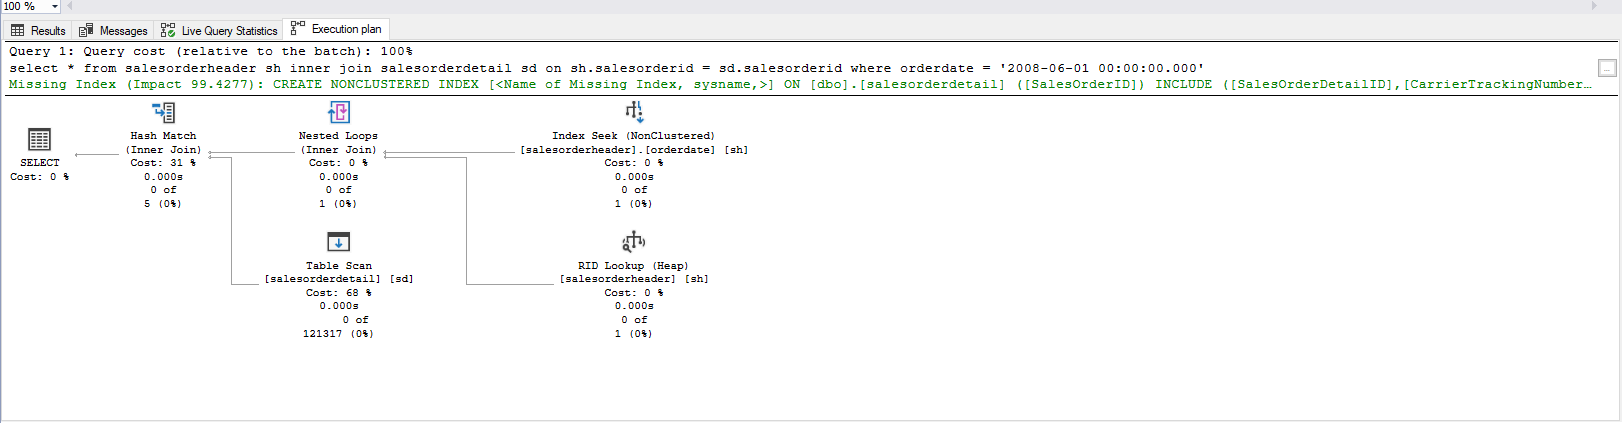 100 %
Results Messages Live Query Statistics Execution plan
Query 1: Query cost (relative to the batch): 100%
select * from salesorderheader sh inner join salesorderdetail sd on sh.salesorderid = sd.salesorderid where orderdate = '2008-06-01 00:00:00.000'
Missing Index (Impact 99.4277): CREATE NONCLUSTERED INDEX [<Name of Missing Index, sysname,>] ON [dbo].[salesorderdetail] ([SalesOrderID]) INCLUDE ([SalesOrderDetailID],[CarrierTrackingNumber...
SELECT
Cost: 0 %
Hash Match
(Inner Join)
Cost: 31 %
0.000s
0 of
5 (0%)
Nested Loops
(Inner Join)
Cost: 0 %
0.000s
0 of
1 (0%)
Index Seek (NonClustered)
[salesorderheader].[orderdate] [sh]
Cost: 0 %
0.000s
0 of
1 (0%)
Table Scan
[salesorderdetail] [sd]
Cost: 68 %
0.000s
0 of
121317 (0%)
RID Lookup (Heap)
[salesorderheader] [sh]
Cost: 0 %
0.000s
0 of
1 (0%)